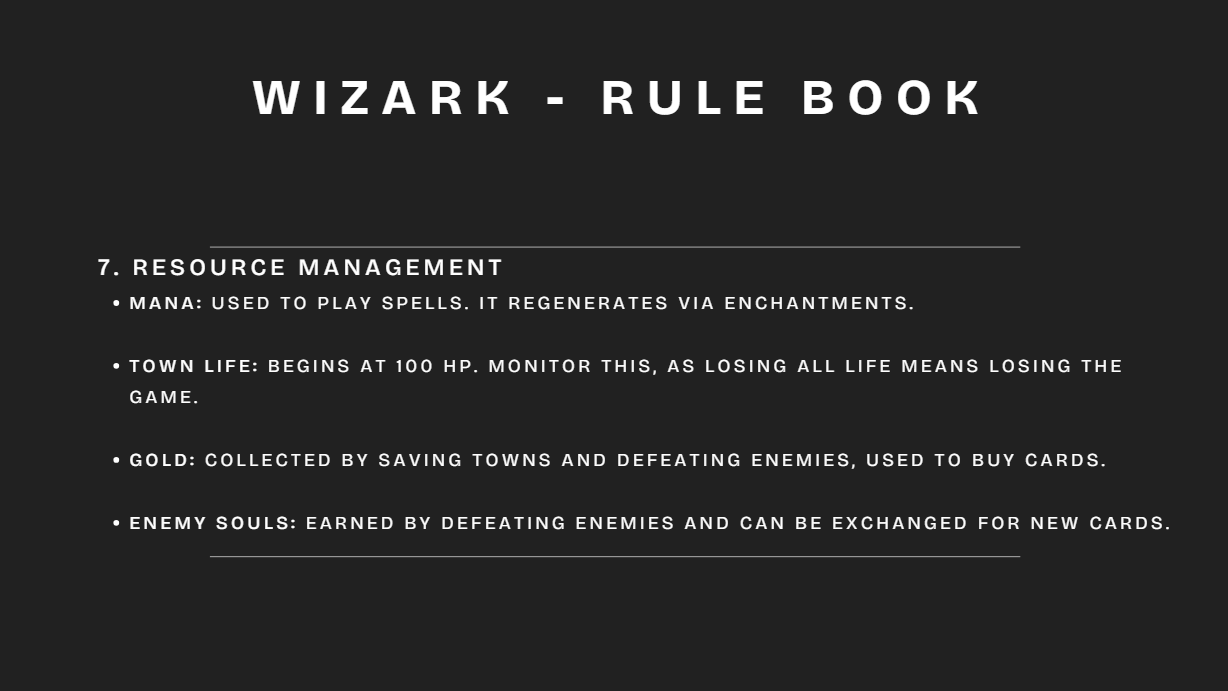 WIZARK - RULE BOOK
7. RESOURCE MANAGEMENT
• MANA: USED TO PLAY SPELLS. IT REGENERATES VIA ENCHANTMENTS.
• TOWN LIFE: BEGINS AT 100 HP. MONITOR THIS, AS LOSING ALL LIFE MEANS LOSING THE
GAME.
• GOLD: COLLECTED BY SAVING TOWNS AND DEFEATING ENEMIES, USED TO BUY CARDS.
• ENEMY SOULS: EARNED BY DEFEATING ENEMIES AND CAN BE EXCHANGED FOR NEW CARDS.